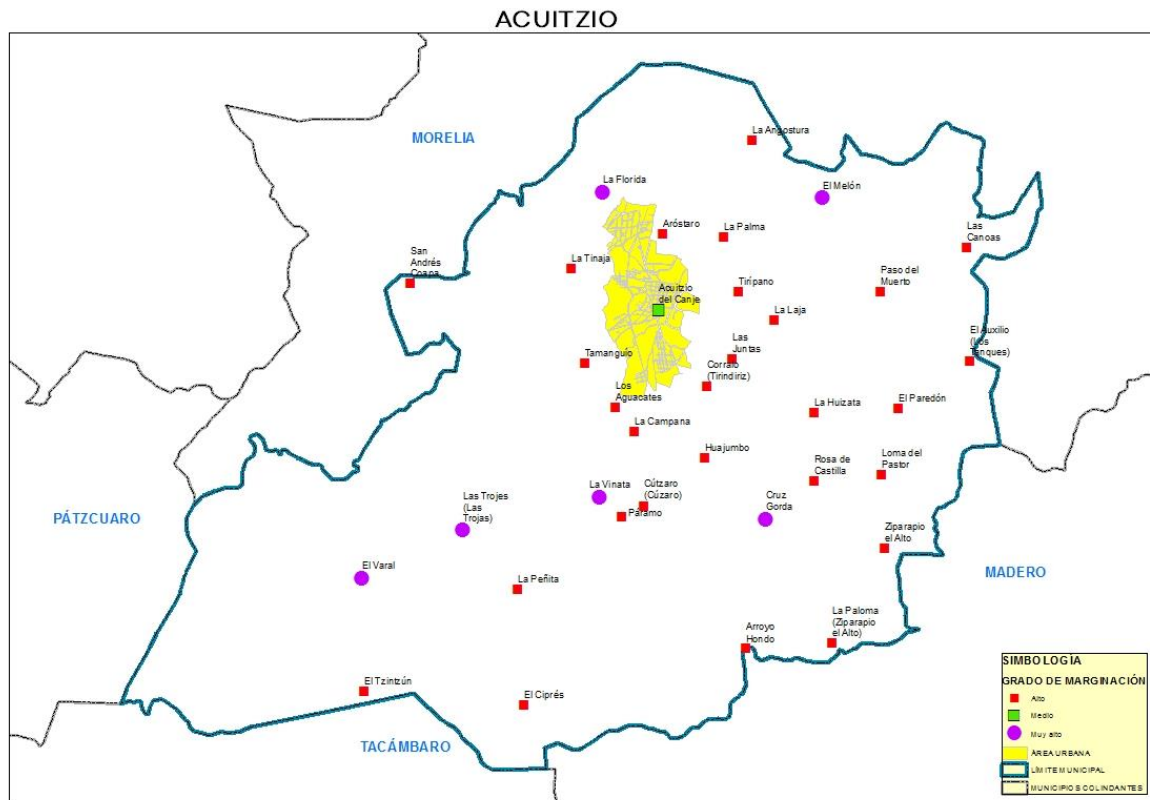 ACUITZIO
MORELIA
La Angostura
La Florida
El Melón
Aróstaro
La Palma
Las
Canoas
San
Andrés
Coapa
La Tinaja
Tirípano
Paso del
Muerto
Acuitzio
del Canje
La Laja
El Auxilio
(Los
Tanques)
Las
Juntas
Tamanguío
Corralo
(Tirindiriz)
Los
Aguacates
La Huizata
El Paredón
La Campana
Huajumbo
Rosa de
Castilla
Loma del
Pastor
La Vinata
Cútzaro
(Cúzaro)
Páramo
Las Trojes
(Las
Trojas)
Cruz
Gorda
PÁTZCUARO
Ziparapio
el Alto
El Varal
La Peñita
MADERO
La Paloma
(Ziparapio
el Alto)
Arroyo
Hondo
El Tzintzún
El Ciprés
TACÁMBARO
SIMBOLOGÍA
GRADO DE MARGINACIÓN
Alto
Medio
Muy alto
ÁREA URBANA
LÍMITE MUNICIPAL
MUNICIPIOS COLINDANTES